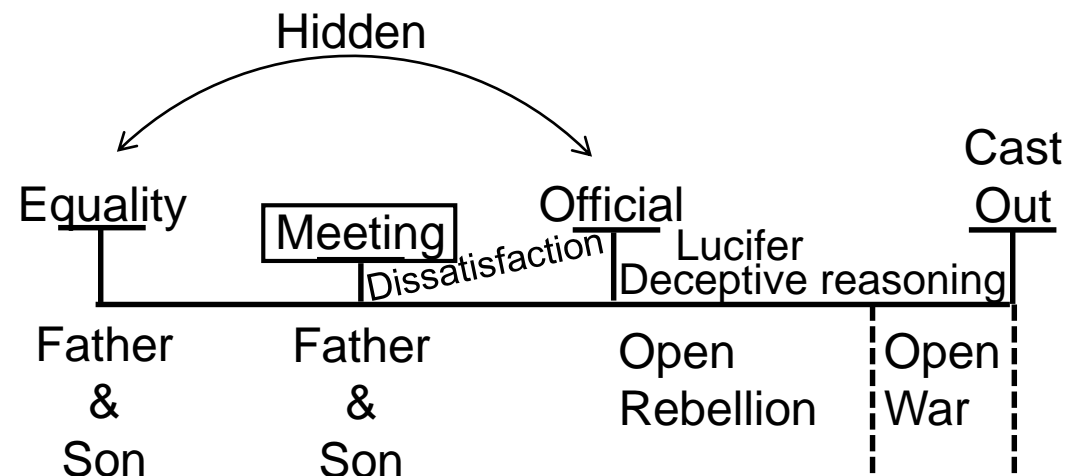 Hidden
Cast
Out
Equality
Meeting
Official
Dissatisfaction
Lucifer
Deceptive reasoning
Father
&
Son
Father
&
Son
Open
Rebellion
Open
War